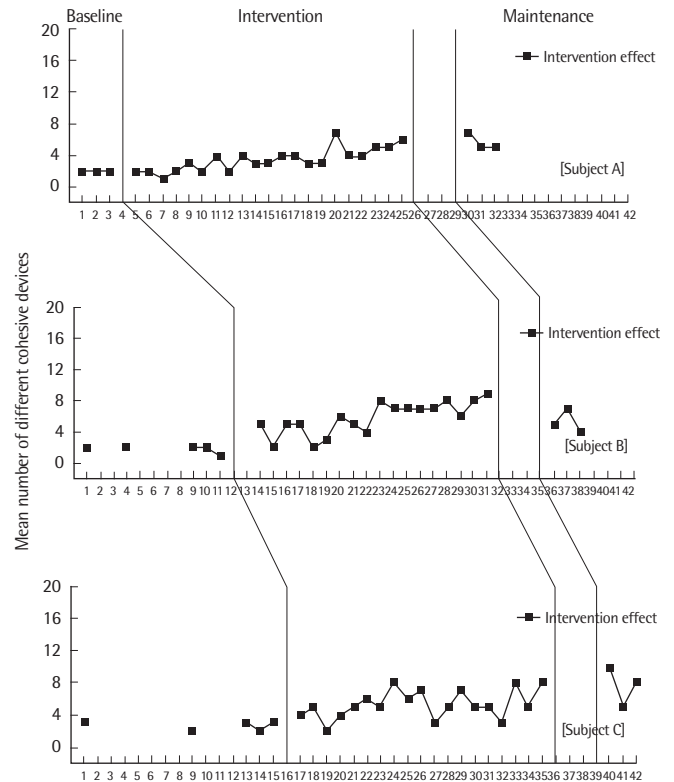 Baseline Intervention Maintenance
20
16
12
8
4
0
Intervention effect
[Subject A]
1 2 3 4 5 6 7 8 9 10 11 12 13 14 15 16 17 18 19 20 21 22 23 24 25 26 27 28 29 30 31 32 33 34 35 36 37 38 39 40 41 42
Mean number of different cohesive devices
20
16
12
8
4
0
Intervention effect
[Subject B]
1 2 3 4 5 6 7 8 9 10 11 12 13 14 15 16 17 18 19 20 21 22 23 24 25 26 27 28 29 30 31 32 33 34 35 36 37 38 39 40 41 42
20
16
12
8
4
0
Intervention effect
[Subject C]
1 2 3 4 5 6 7 8 9 10 11 12 13 14 15 16 17 18 19 20 21 22 23 24 25 26 27 28 29 30 31 32 33 34 35 36 37 38 39 40 41 42